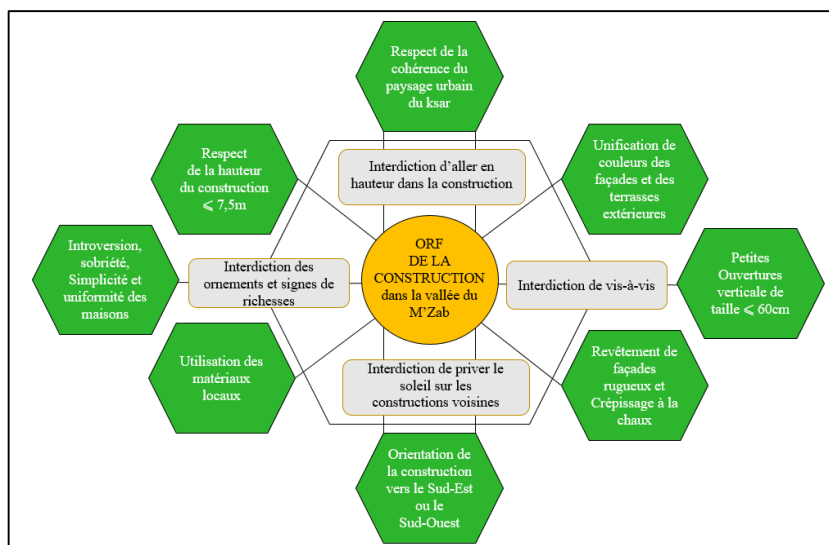 Respect de la
cohérence du
paysage urbain
du ksar
Respect
de la hauteur
du construction
⩽ 7,5m
Interdiction d’aller en
hauteur dans la construction
Unification de
couleurs des
façades et des
terrasses
extérieures
Introversion,
sobriété,
Simplicité et
uniformité des
maisons
Interdiction des
ornements et signes de
richesses
ORF
DE LA
CONSTRUCTION
dans la vallée du
M’Zab
Interdiction de vis-à-vis
Petites
Ouvertures
verticale de
taille ⩽ 60cm
Utilisation des
matériaux
locaux
Interdiction de priver le
soleil sur les
constructions voisines
Revêtement de
façades
rugueux et
Crépissage à la
chaux
Orientation de
la construction
vers le Sud-Est
ou le
Sud-Ouest